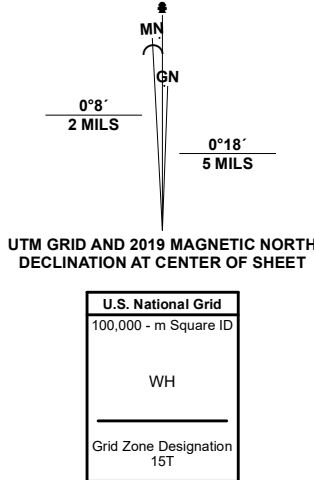 MN
GN
0°8´
2 MILS
0°18´
5 MILS
UTM GRID AND 2019 MAGNETIC NORTH
DECLINATION AT CENTER OF SHEET
U.S. National Grid
100,000 - m Square ID
WH
Grid Zone Designation
15T